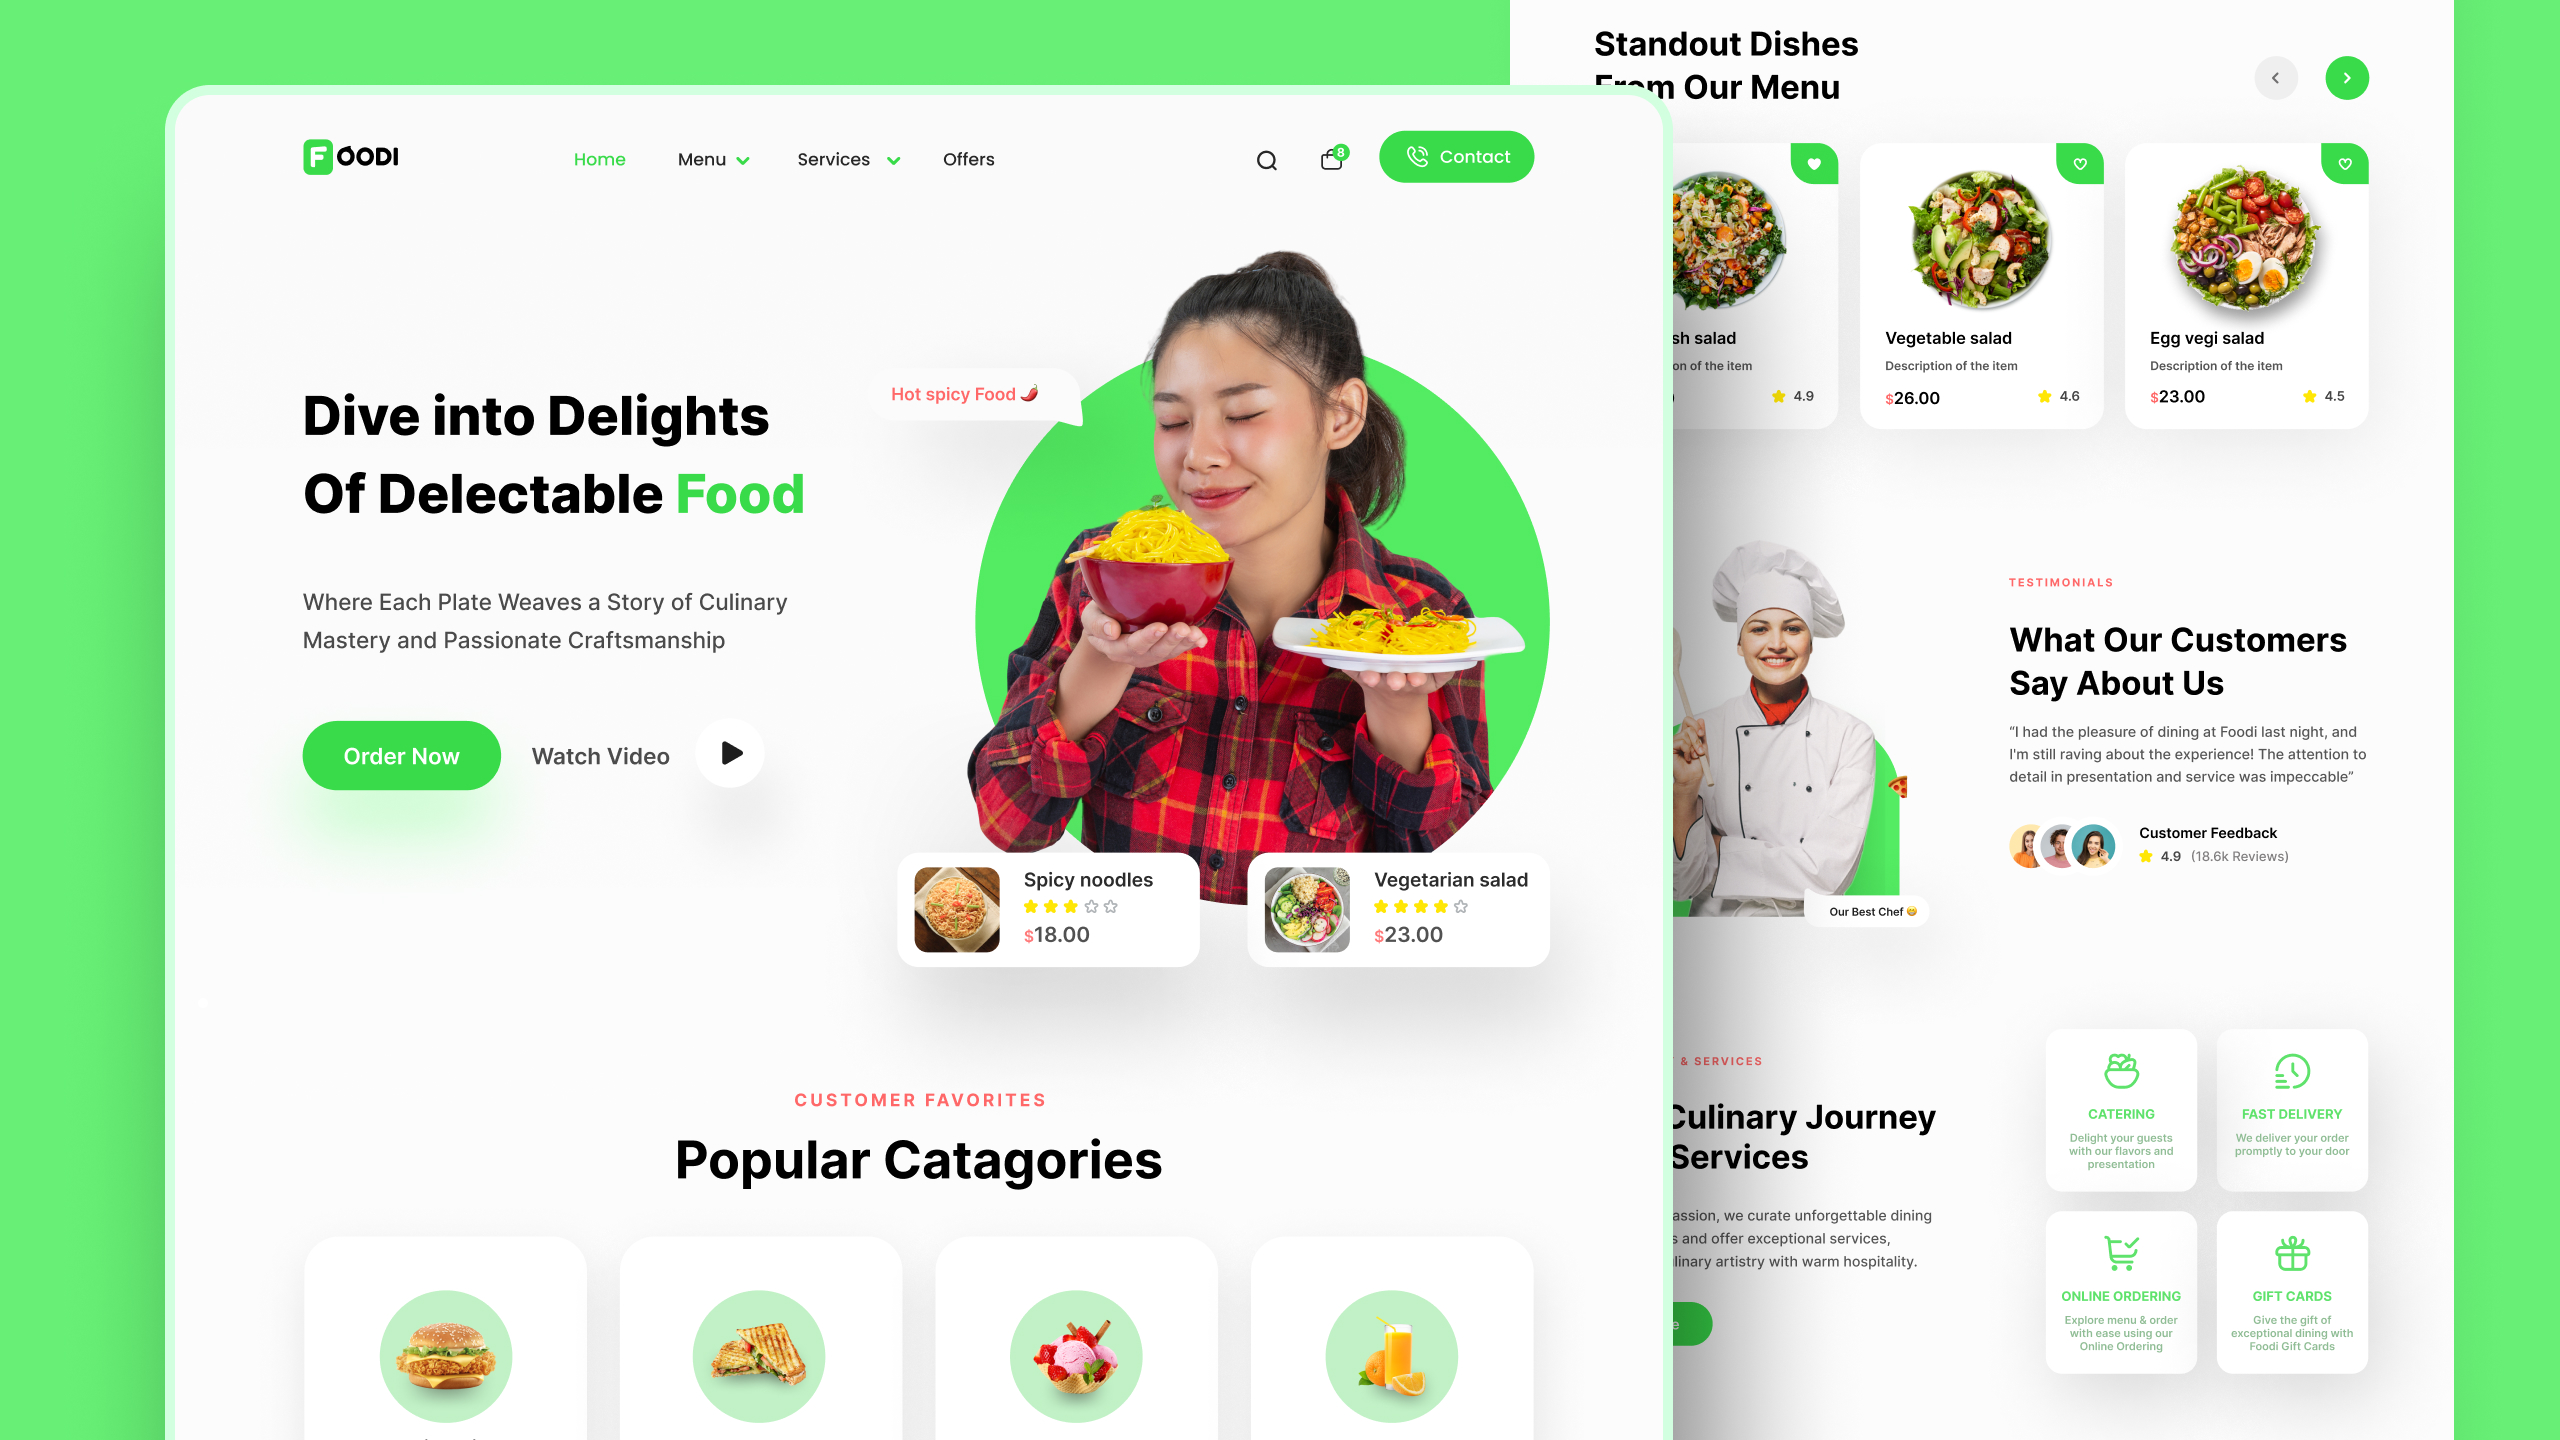 FOODI
Home
Menu
Services
Offers
8
Contact
Hot spicy Food
Dive into Delights
Of Delectable Food
Where Each Plate Weaves a Story of Culinary
Mastery and Passionate Craftsmanship
Order Now
Watch Video
Spicy noodles
$18.00
Vegetarian salad
$23.00
CUSTOMER FAVORITES
Popular Catagories
Standout Dishes
From Our Menu
salad
of the item
4.9
Vegetable salad
Description of the item
$26.00
4.6
Egg vegi salad
Description of the item
$23.00
4.5
TESTIMONIALS
What Our Customers
Say About Us
“I had the pleasure of dining at Foodi last night, and
I'm still raving about the experience! The attention to
detail in presentation and service was impeccable”
Customer Feedback
4.9 (18.6k Reviews)
Our Best Chef
& SERVICES
Culinary Journey
Services
we curate unforgettable dining
and offer exceptional services,
artistry with warm hospitality.
CATERING
Delight your guests
with our flavors and
presentation
FAST DELIVERY
We deliver your order
promptly to your door
ONLINE ORDERING
Explore menu & order
with ease using our
Online Ordering
GIFT CARDS
Give the gift of
exceptional dining with
Foodi Gift Cards